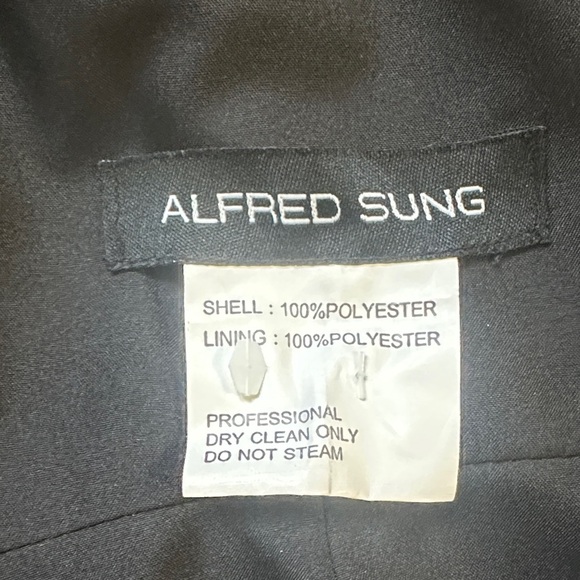 ALFRED SUNG
SHELL : 100%POLYESTER
LINING : 100%POLYESTER
PROFESSIONAL
DRY CLEAN ONLY
DO NOT STEAM